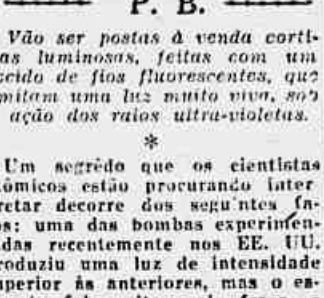 P. B.
Vão ser postas à venda corti-
as luminosas, feitas com um
cido de fios fluorescentes, que
mitam uma luz muito viva, sob
ação dos raios ultra-violetas.
*
Um segrêdo que os cientistas
ômicos estão procurando inter
retar decorre dos seguintes fa-
os: uma das bombas experimen-
adas recentemente nos EE. UU.
roduziu uma luz de intensidade
uperior às anteriores, mas o es-